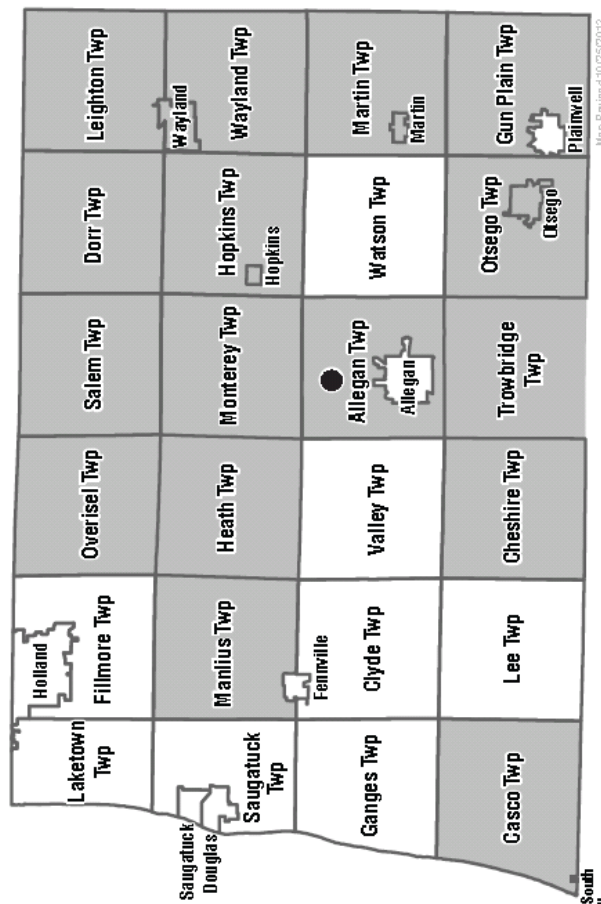 Laketown
Twp
Holland
Fillmore Twp
Overisel Twp
Salem Twp
Dorr Twp
Leighton Twp
Saugatuck
Douglas
Saugatuck
Twp
Manlius Twp
Heath Twp
Monterey Twp
Hopkins Twp
Hopkins
Wayland
Wayland Twp
Ganges Twp
Fennville
Clyde Twp
Valley Twp
Allegan Twp
Allegan
Watson Twp
Martin Twp
Martin
Casco Twp
Lee Twp
Cheshire Twp
Trowbridge
Twp
Otsego Twp
Otsego
Gun Plain Twp
Plainwell
South